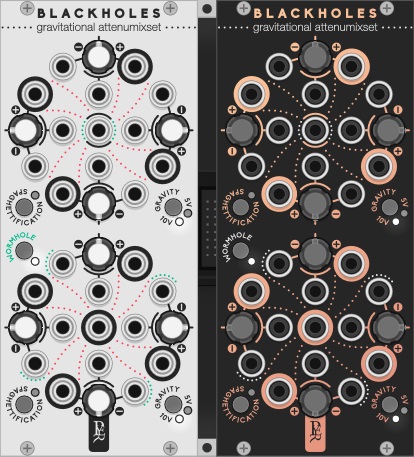 BLACKHOLES
gravitational attenumixset
− +
+ −
+ −
− +
SPAGHETTIFICATION
GRAVITY
5V
10V
WORMHOLE
− +
+ −
− +
SPAGHETTIFICATION
GRAVITY
5V
10V
BLACKHOLES
gravitational attenumixset
− +
+ −
+ −
− +
SPAGHETTIFICATION
GRAVITY
5V
10V
WORMHOLE
− +
+ −
− +
SPAGHETTIFICATION
GRAVITY
5V
10V